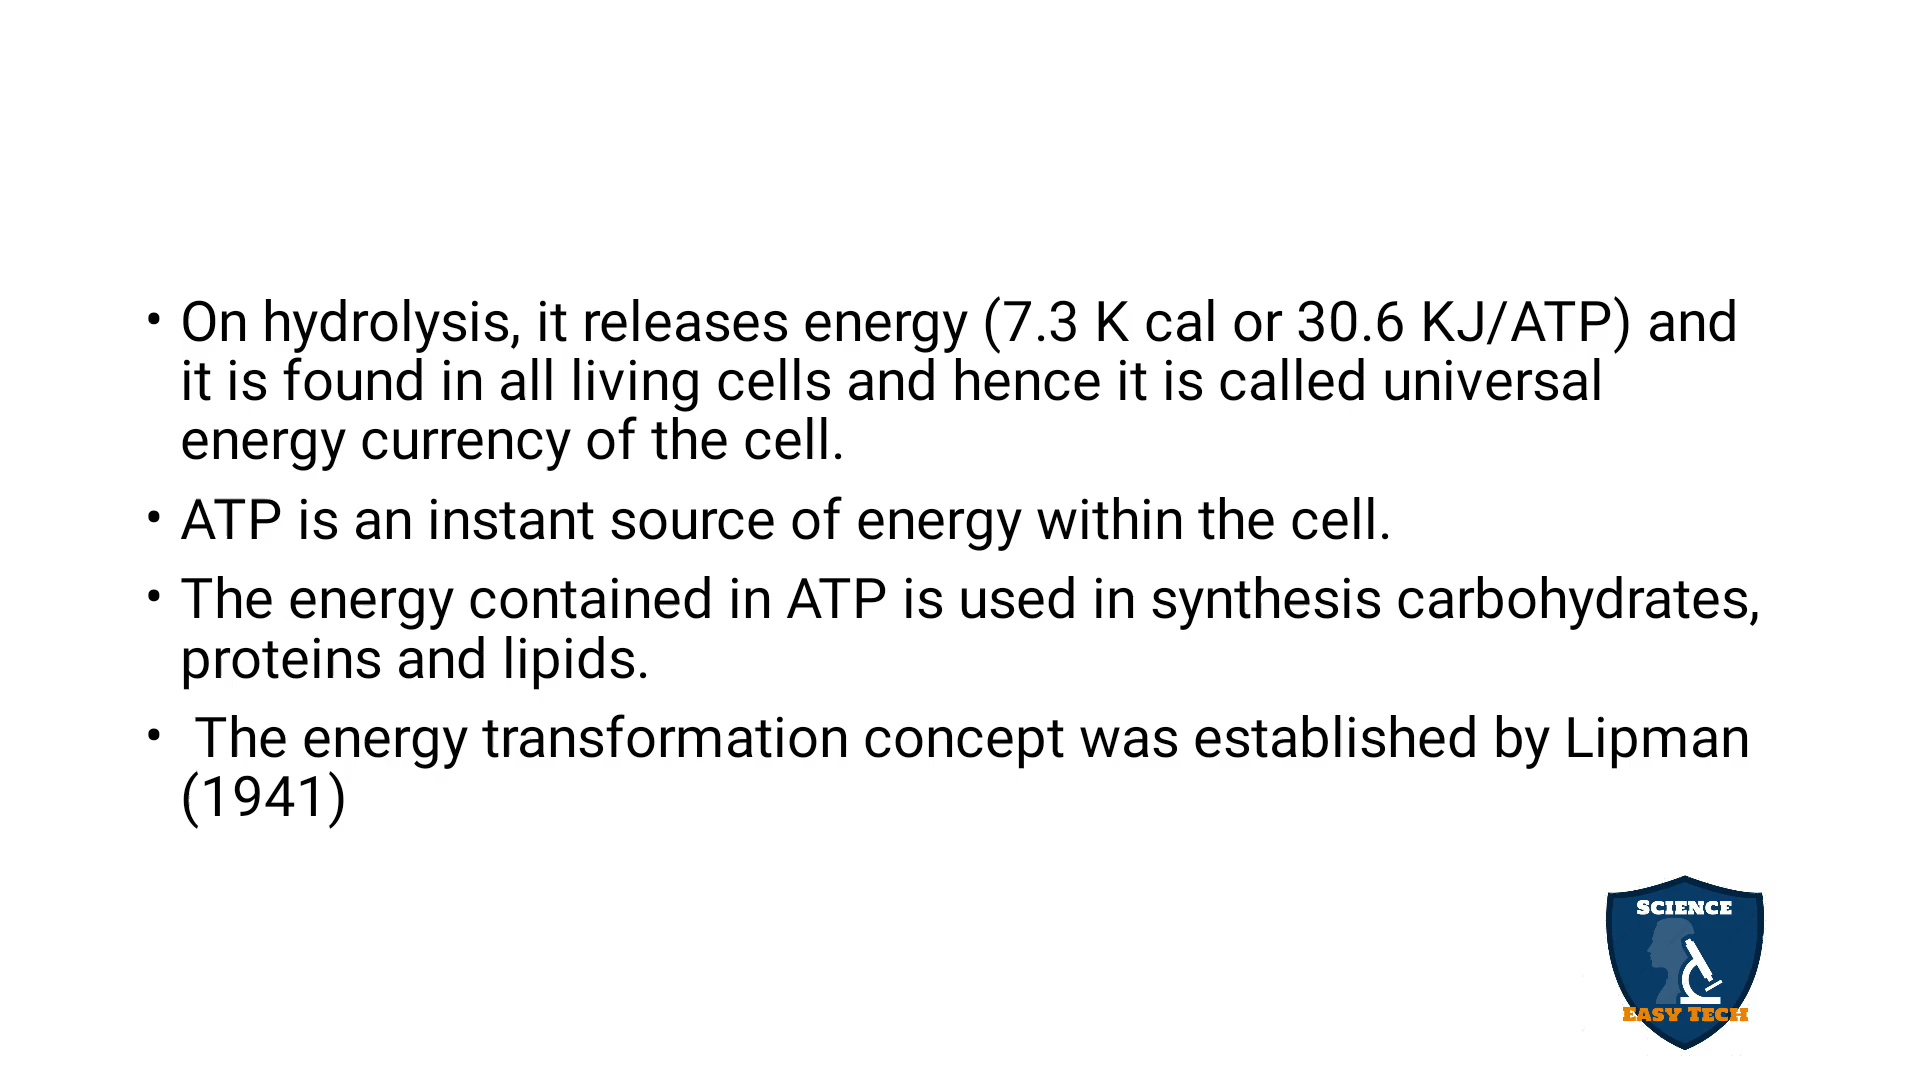 • On hydrolysis, it releases energy (7.3 K cal or 30.6 KJ/ATP) and
it is found in all living cells and hence it is called universal
energy currency of the cell.
• ATP is an instant source of energy within the cell.
• The energy contained in ATP is used in synthesis carbohydrates,
proteins and lipids.
• The energy transformation concept was established by Lipman
(1941)
SCIENCE
EASY TECH